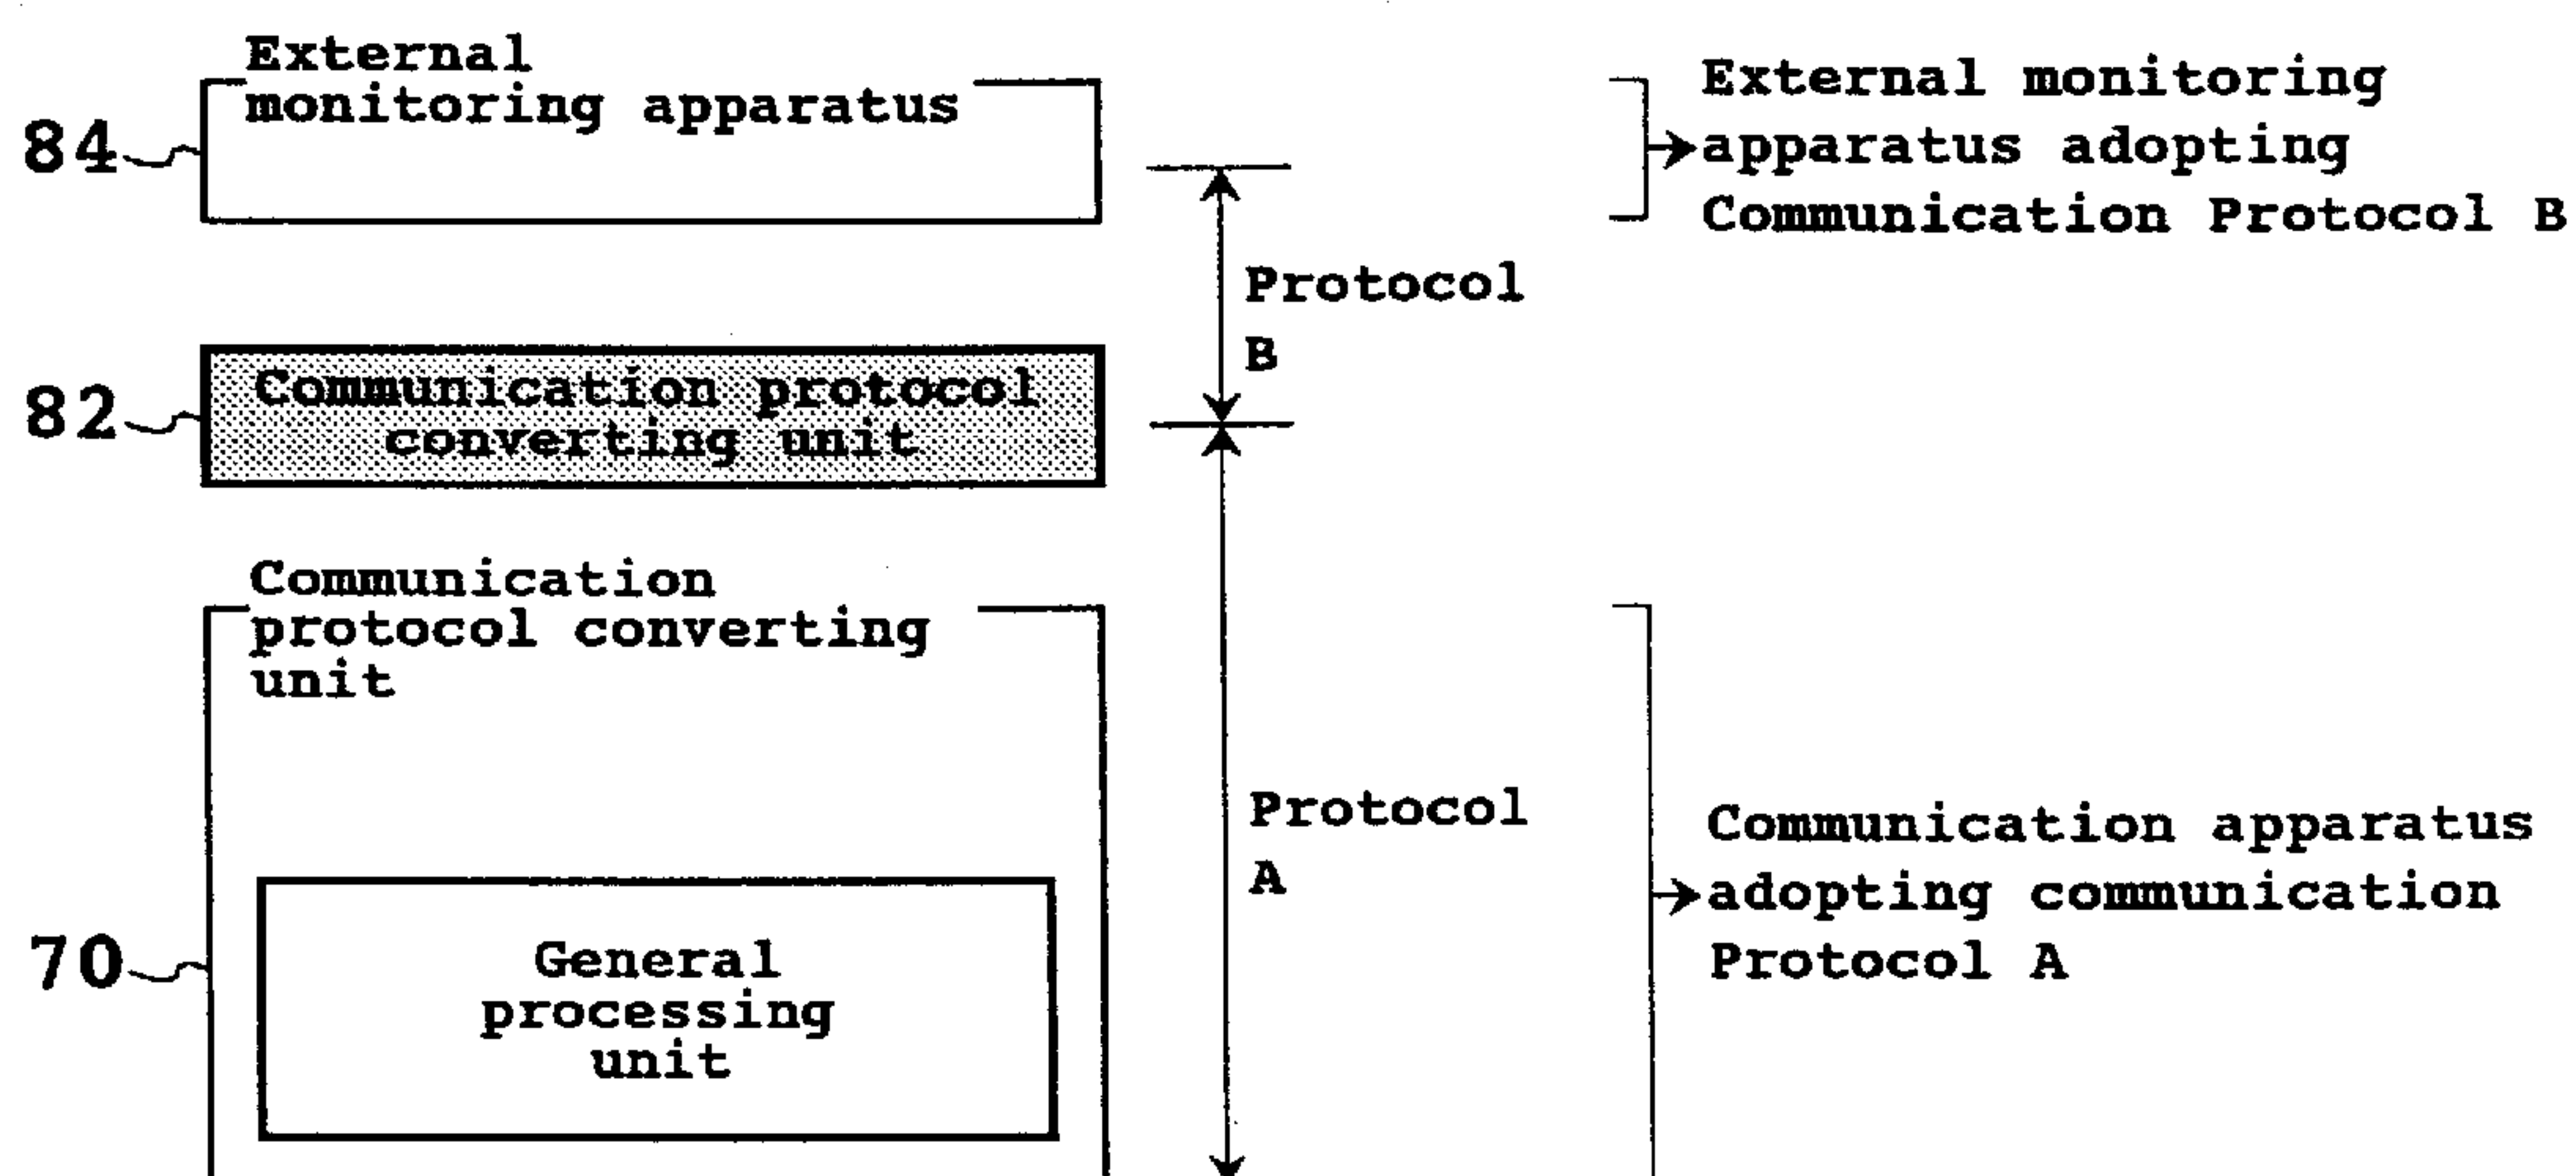 External
monitoring apparatus
84
External monitoring
apparatus adopting
Communication Protocol B
Protocol
B
82
Communication protocol
converting unit
Communication
protocol converting
unit
Protocol
A
70
General
processing
unit
Communication apparatus
adopting communication
Protocol A